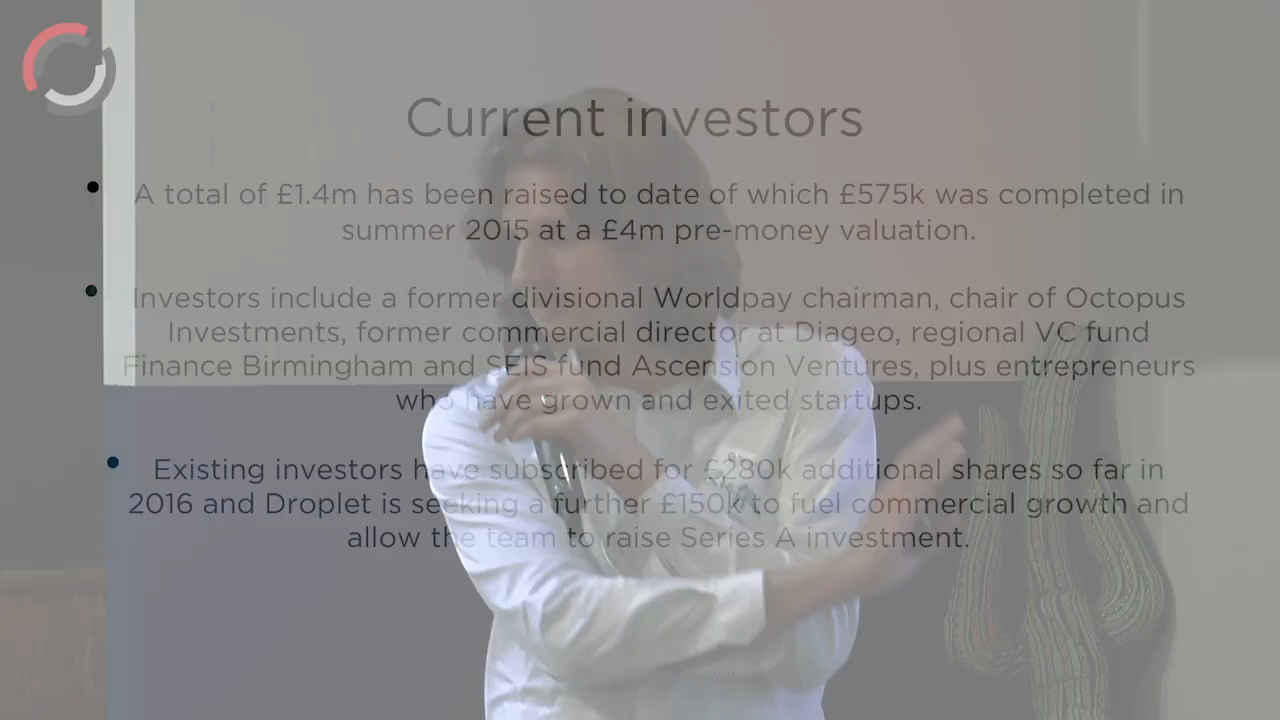 Current investors
A total of £1.4m has been raised to date of which £575k was completed in
summer 2015 at a £4m pre-money valuation.
Investors include a former divisional Worldpay chairman, chair of Octopus
Investments, former commercial director at Diageo, regional VC fund
Finance Birmingham and SEIS fund Ascension Ventures, plus entrepreneurs
who have grown and exited startups.
Existing investors have subscribed for £280k additional shares so far in
2016 and Droplet is seeking a further £150k to fuel commercial growth and
allow the team to raise Series A investment.